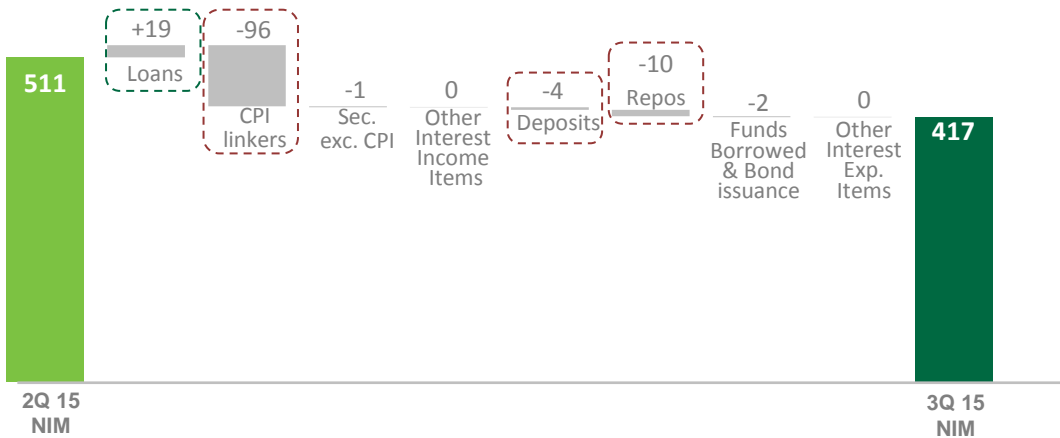 511
+19
Loans
-96
CPI
linkers
-1
Sec.
exc. CPI
0
Other
Interest
Income
Items
-4
Deposits
-10
Repos
-2
Funds
Borrowed
& Bond
issuance
0
Other
Interest
Exp.
Items
417
2Q 15
NIM
3Q 15
NIM